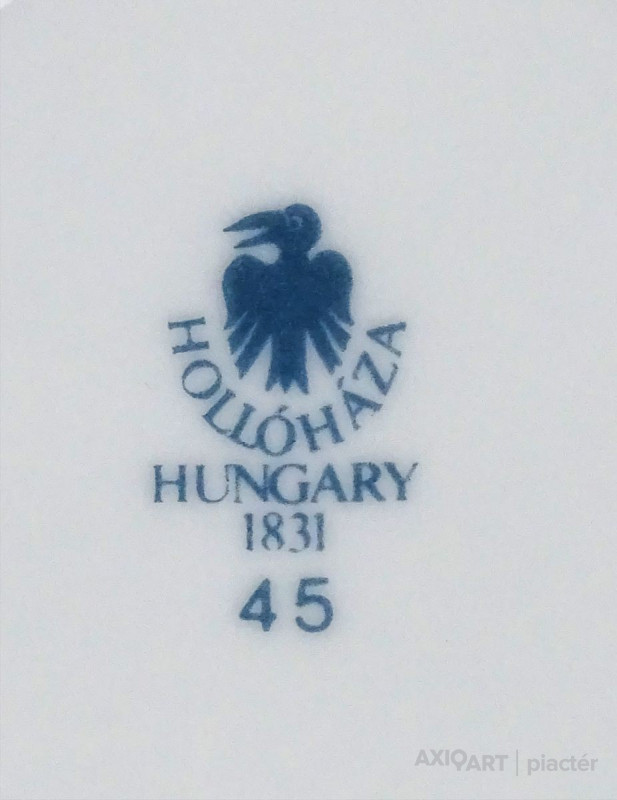 HOLLÓHÁZA
HUNGARY
1831
45
AXIOART | piactér